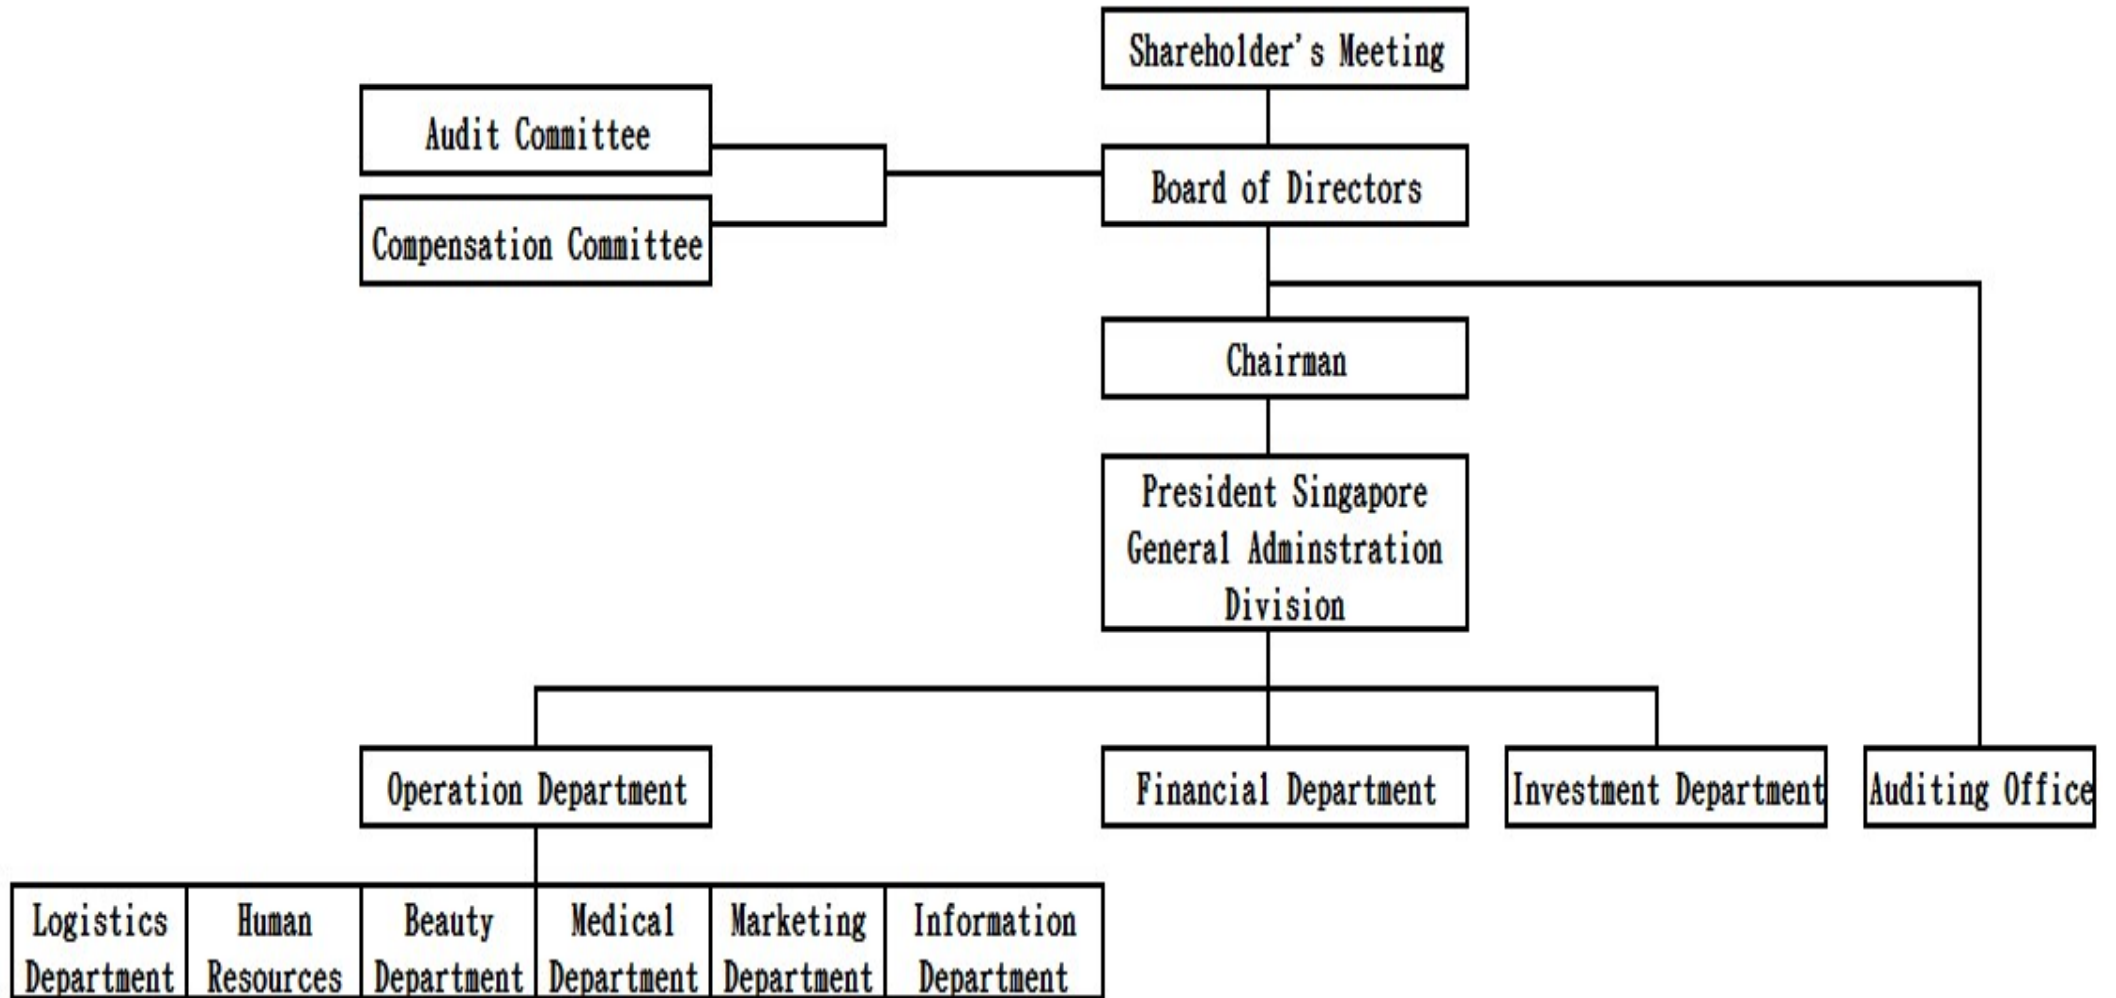 Shareholder's Meeting
Audit Committee
Board of Directors
Compensation Committee
Chairman
President Singapore
General Adminstration
Division
Operation Department
Financial Department
Investment Department
Auditing Office
Logistics
Department
Human
Resources
Beauty
Department
Medical
Department
Marketing
Department
Information
Department